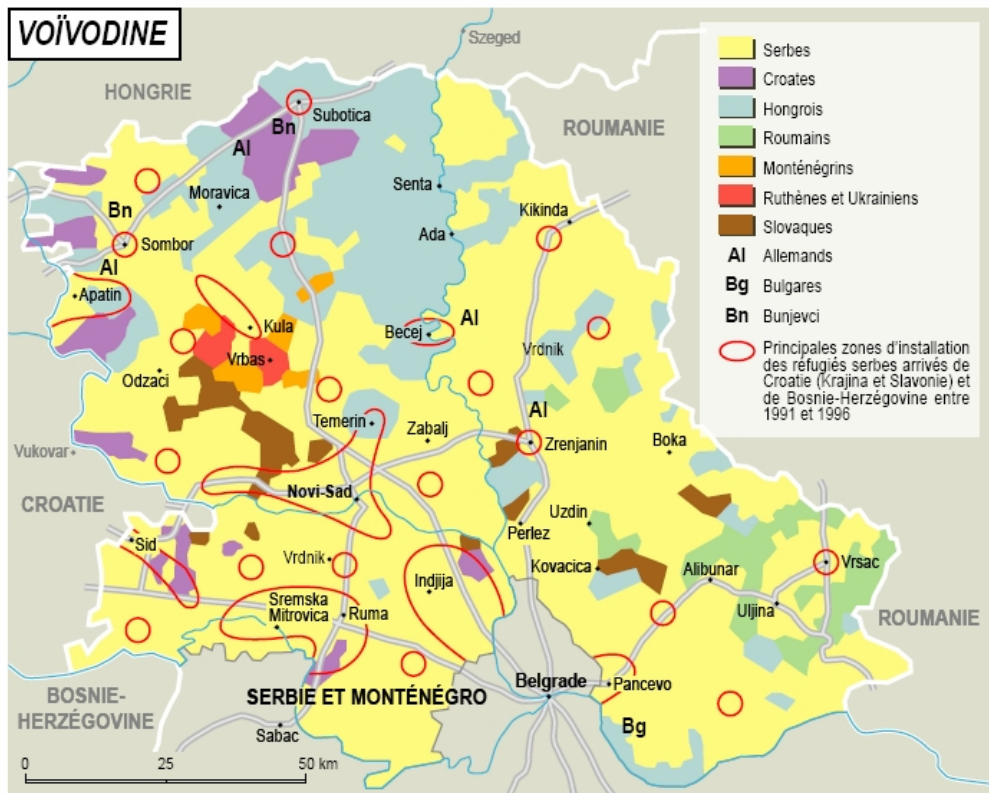 VOÏVODINE
Szeged
HONGRIE
ROUMANIE
Serbes
Croates
Hongrois
Roumains
Monténégrins
Ruthènes et Ukrainiens
Slovaques
Al Allemands
Bg Bulgares
Bn Bunjevci
Principales zones d'installation
des réfugiés serbes arrivés de
Croatie (Krajina et Slavonie) et
de Bosnie-Herzégovine entre
1991 et 1996
Bn
Subotica
Al
Moravica
Senta
Bn
Kikinda
Ada
Sombor
Al
Apatin
Kula
Becej
Al
Vrbas
Vrdnik
Odzaci
Temerin
Al
Zabalj
Zrenjanin
Boka
Vukovar
CROATIE
Novi-Sad
Uzdin
Perlez
Sid
Vrdnik
Kovacica
Alibunar
Vrsac
Indjija
Uljina
Sremska
Mitrovica
Ruma
ROUMANIE
BOSNIE-
HERZÉGOVINE
SERBIE ET MONTÉNÉGRO
Belgrade
Pancevo
Bg
Sabac
0 25 50 km